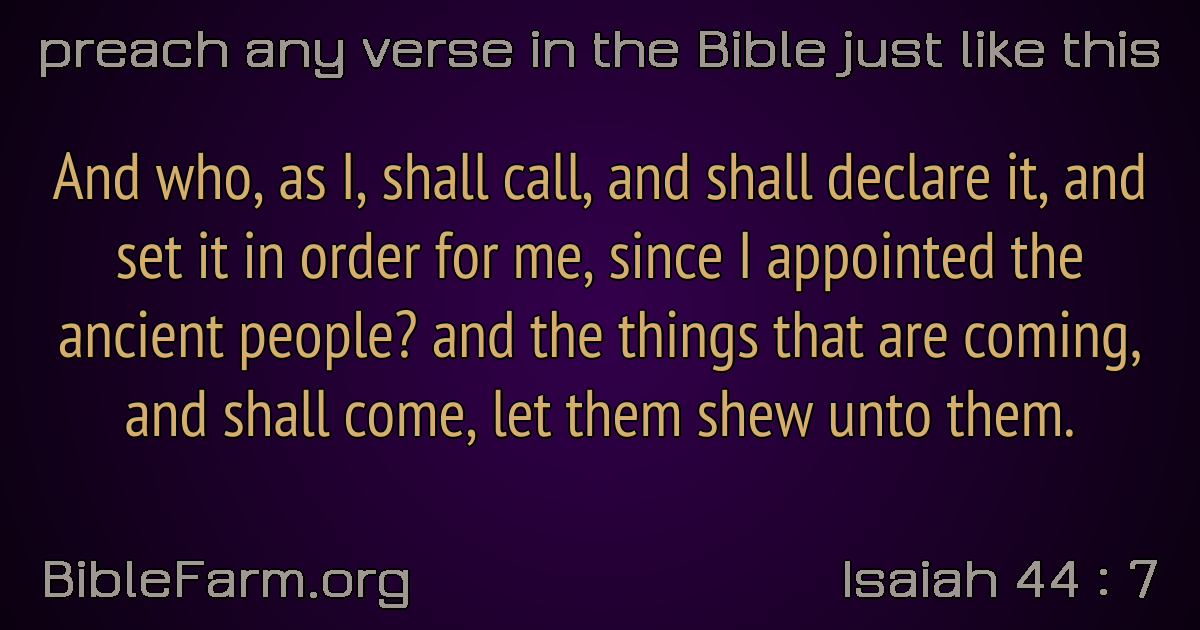 preach any verse in the Bible just like this
And who, as I, shall call, and shall declare it, and
set it in order for me, since I appointed the
ancient people? and the things that are coming,
and shall come, let them shew unto them.
BibleFarm.org
Isaiah 44 : 7